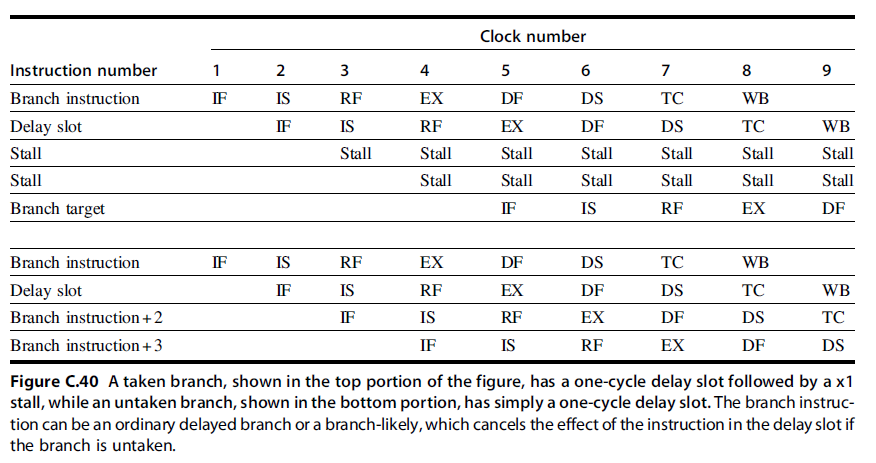 Clock number
Instruction number 1 2 3 4 5 6 7 8 9
Branch instruction IF IS RF EX DF DS TC WB
Delay slot IF IS RF EX DF DS TC WB
Stall Stall Stall Stall Stall Stall Stall Stall
Stall Stall Stall Stall Stall Stall Stall
Branch target IF IS RF EX DF
Branch instruction IF IS RF EX DF DS TC WB
Delay slot IF IS RF EX DF DS TC WB
Branch instruction+2 IF IS RF EX DF DS TC
Branch instruction+3 IF IS RF EX DF DS
Figure C.40 A taken branch, shown in the top portion of the figure, has a one-cycle delay slot followed by a x1
stall, while an untaken branch, shown in the bottom portion, has simply a one-cycle delay slot. The branch instruc-
tion can be an ordinary delayed branch or a branch-likely, which cancels the effect of the instruction in the delay slot if
the branch is untaken.